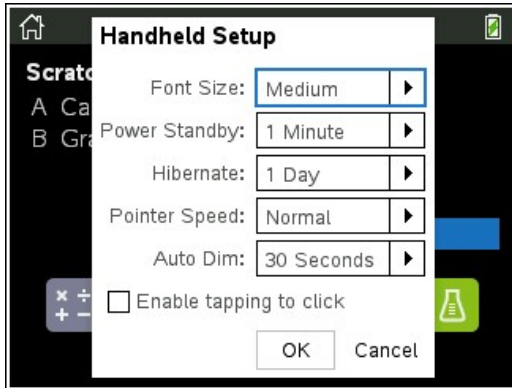 Handheld Setup
Scratc
A Ca
B Gra
Font Size: Medium
Power Standby: 1 Minute
Hibernate: 1 Day
Pointer Speed: Normal
Auto Dim: 30 Seconds
Enable tapping to click
OK Cancel